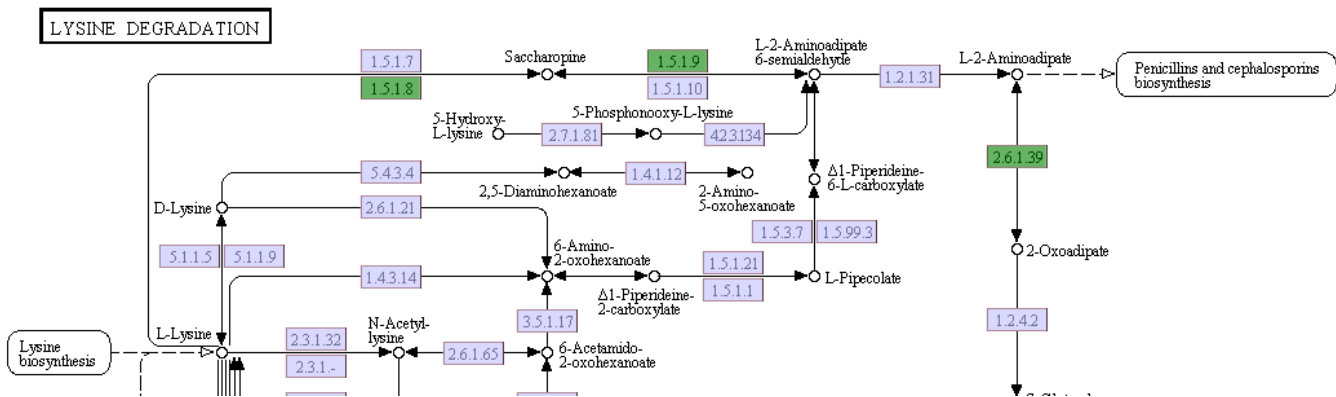 LYSINE DEGRADATION
1.5.1.7
1.5.1.8
Saccharopine
1.5.1.9
1.5.1.10
L-2-Aminoadipate
6-semialdehyde
1.2.1.31
L-2-Aminoadipate
Penicillins and cephalosporins
biosynthesis
5-Hydroxy-
L-lysine
2.7.1.81
5-Phosphonooxy-L-lysine
4.2.3.134
2.6.1.39
5.4.3.4
2,5-Diaminohexanoate
1.4.1.12
2-Amino-
5-oxohexanoate
Δ1-Piperideine-
6-L-carboxylate
D-Lysine
2.6.1.21
1.5.3.7
1.5.99.3
2-Oxoadipate
5.1.1.5
5.1.1.9
6-Amino-
2-oxohexanoate
1.4.3.14
Δ1-Piperideine-
2-carboxylate
1.5.1.21
1.5.1.1
L-Pipecolate
3.5.1.17
1.2.4.2
Lysine
biosynthesis
L-Lysine
2.3.1.32
2.3.1.-
N-Acetyl-
lysine
2.6.1.65
6-Acetamido-
2-oxohexanoate